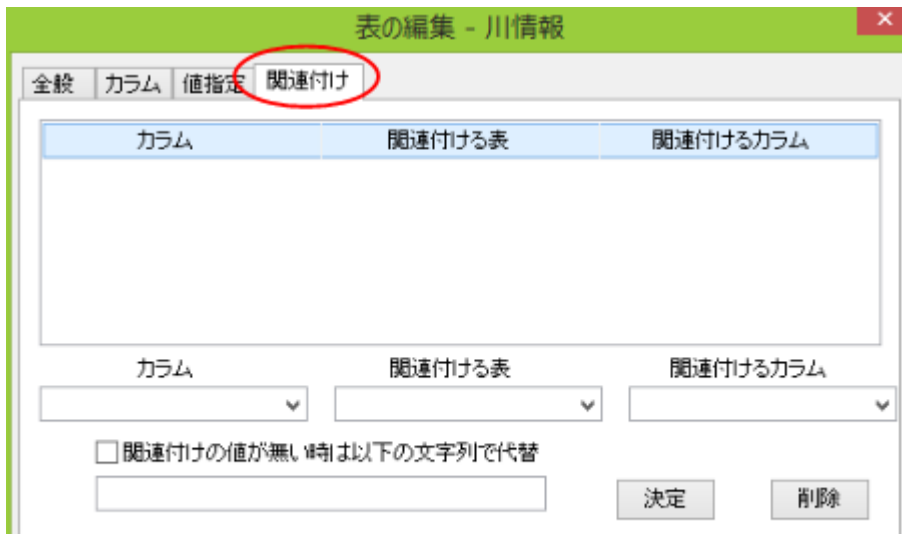 表の編集 - 川情報
全般 カラム 値指定 関連付け
カラム 関連付ける表 関連付けるカラム
カラム 関連付ける表 関連付けるカラム
関連付けの値が無い時は以下の文字列で代替
決定 削除